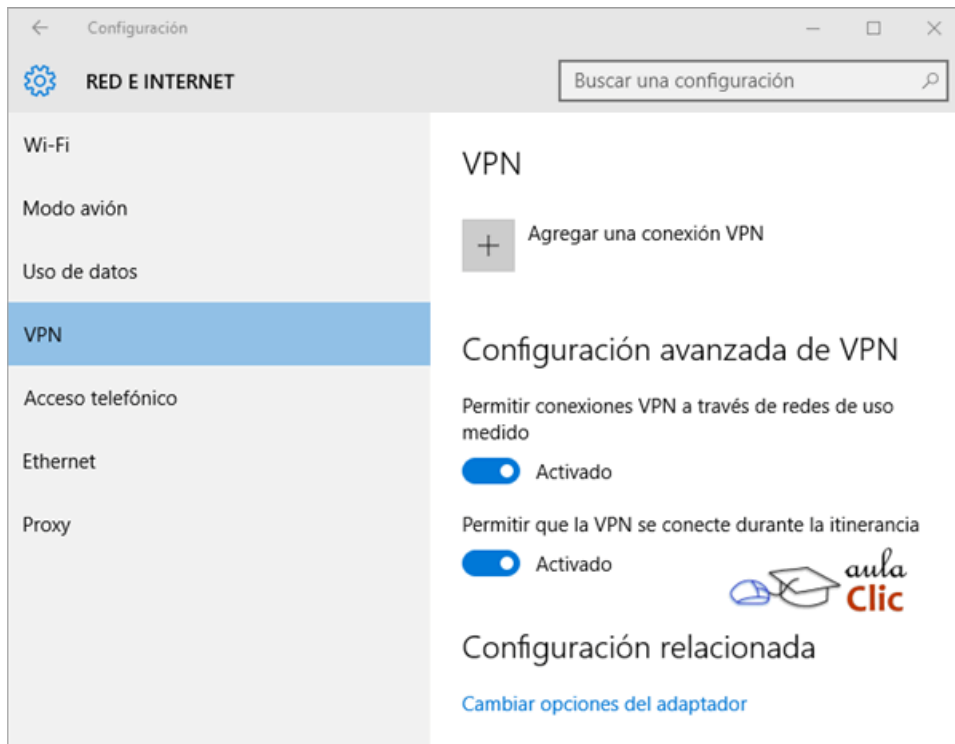 Configuración
RED E INTERNET
Buscar una configuración
Wi-Fi
Modo avión
Uso de datos
VPN
Acceso telefónico
Ethernet
Proxy
VPN
Agregar una conexión VPN
Configuración avanzada de VPN
Permitir conexiones VPN a través de redes de uso
medido
Activado
Permitir que la VPN se conecte durante la itinerancia
Activado
aula
Clic
Configuración relacionada
Cambiar opciones del adaptador